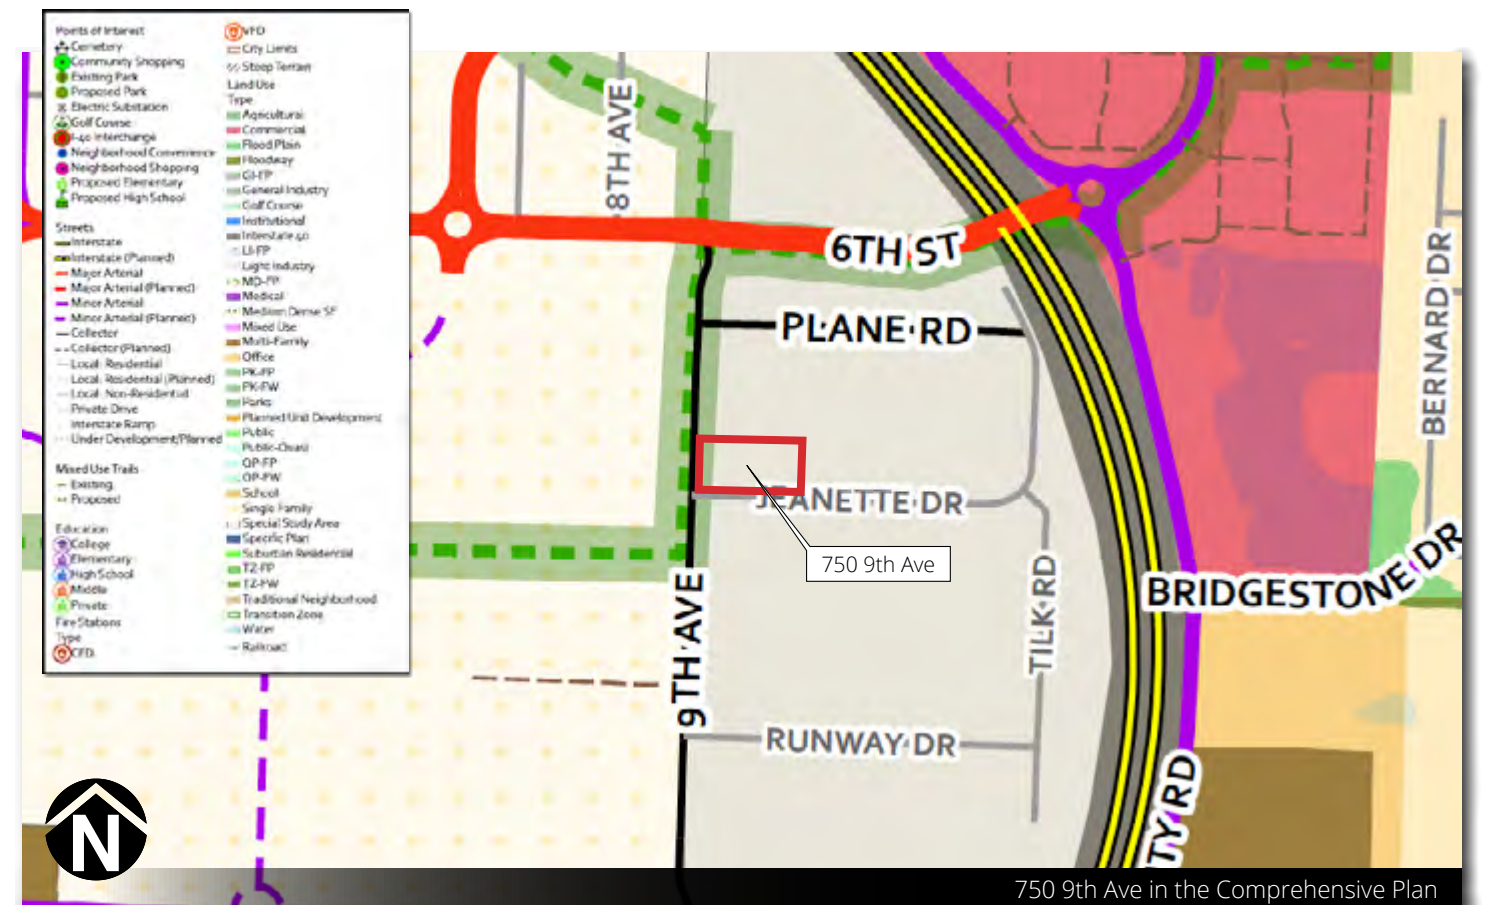 Points of Interest
Cemetery
Community Shopping
Existing Park
Proposed Park
Electric Substation
Golf Course
I-40 Interchange
Neighborhood Convenience
Neighborhood Shopping
Proposed Elementary
Proposed High School
Streets
Interstate
Interstate (Planned)
Major Arterial
Major Arterial (Planned)
Minor Arterial
Minor Arterial (Planned)
Collector
Collector (Planned)
Local: Residential
Local: Residential (Planned)
Local: Non-Residential
Private Drive
Interstate Ramp
Under Development/Planned
Mixed Use Trails
Existing
Proposed
Education
College
Elementary
High School
Middle
Private
Fire Stations
Type
CFD
VFD
City Limits
Steep Terrain
Land Use
Type
Agricultural
Commercial
Flood Plain
Floodway
GI-FP
General Industry
Golf Course
Institutional
Interstate 40
LI-FP
Light Industry
MD-FP
Medical
Medium Dense SF
Mixed Use
Multi-Family
Office
PK-FP
PK-FW
Parks
Planned Unit Development
Public
Public-Quasi
QP-FP
QP-FW
School
Single Family
Special Study Area
Specific Plan
Suburban Residential
TZ-FP
TZ-FW
Traditional Neighborhood
Transition Zone
Water
Railroad
8TH AVE
6TH ST
PLANE RD
BERNARD DR
JEANETTE DR
750 9th Ave
BRIDGESTONE DR
TILK RD
9TH AVE
RUNWAY DR
TY RD
N
750 9th Ave in the Comprehensive Plan